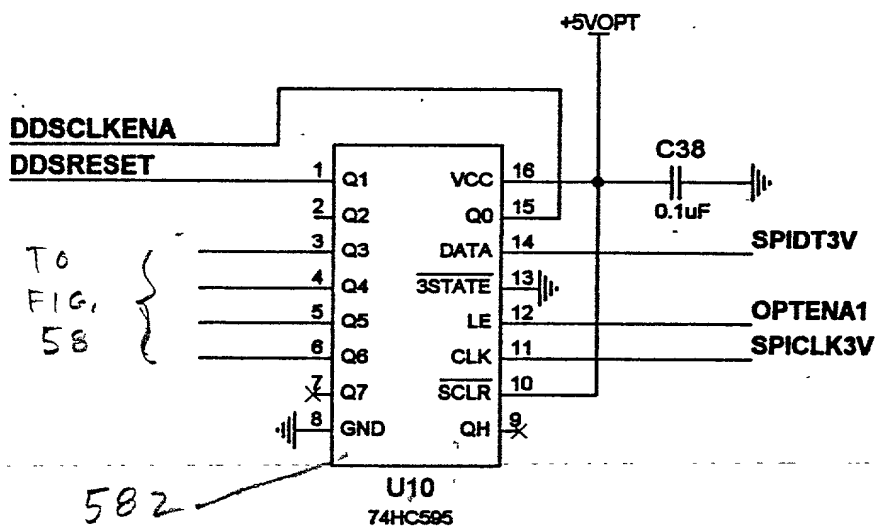 +5VOPT
DDSCLKENA
DDSRESET
C38
0.1uF
1 Q1 VCC 16
2 Q2 Q0 15
3 Q3 DATA 14 SPIDT3V
4 Q4 3STATE 13
5 Q5 LE 12 OPTENA1
6 Q6 CLK 11 SPICLK3V
7 Q7 SCLR 10
8 GND QH 9
TO
FIG.
58
582
U10
74HC595